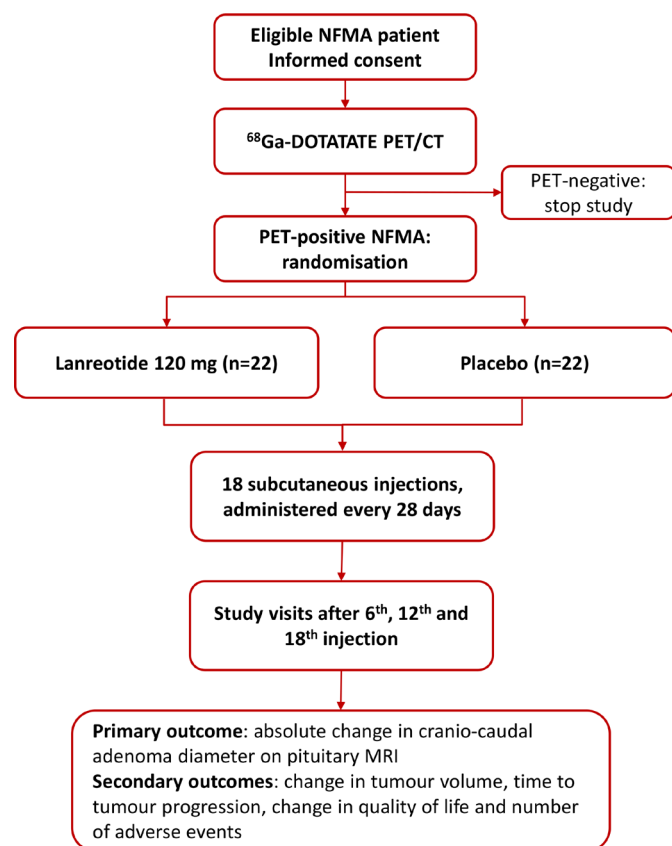 Eligible NFMA patient
Informed consent
⁶⁸Ga-DOTATATE PET/CT
PET-negative:
stop study
PET-positive NFMA:
randomisation
Lanreotide 120 mg (n=22)
Placebo (n=22)
18 subcutaneous injections,
administered every 28 days
Study visits after 6ᵗʰ, 12ᵗʰ and
18ᵗʰ injection
Primary outcome: absolute change in cranio-caudal
adenoma diameter on pituitary MRI
Secondary outcomes: change in tumour volume, time to
tumour progression, change in quality of life and number
of adverse events